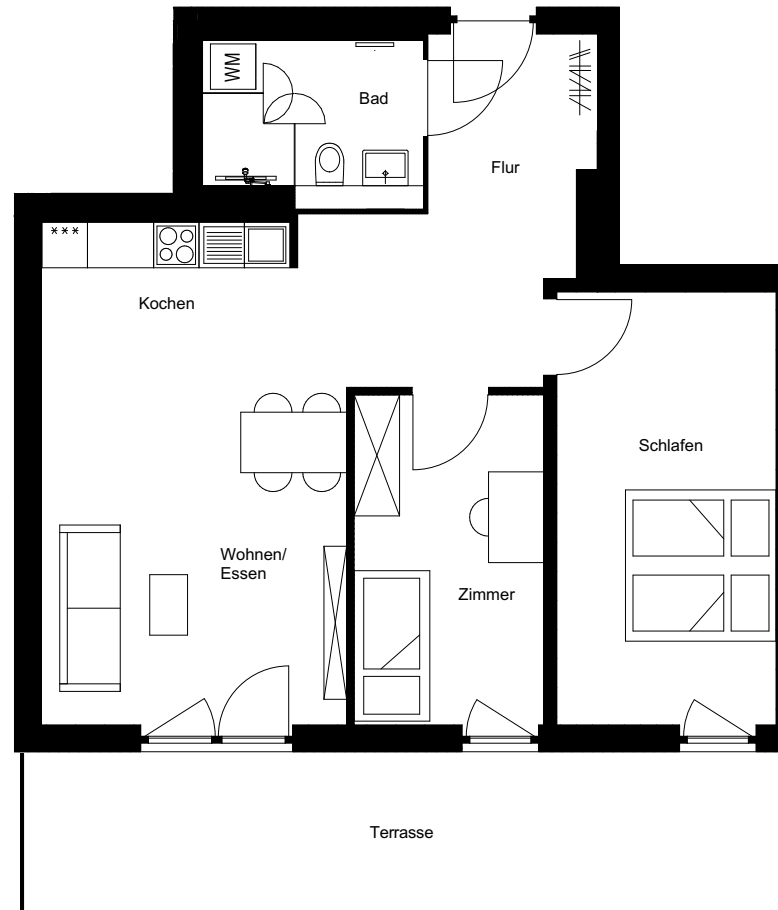 WM
Bad
Flur
***
Kochen
Schlafen
Wohnen/
Essen
Zimmer
Terrasse